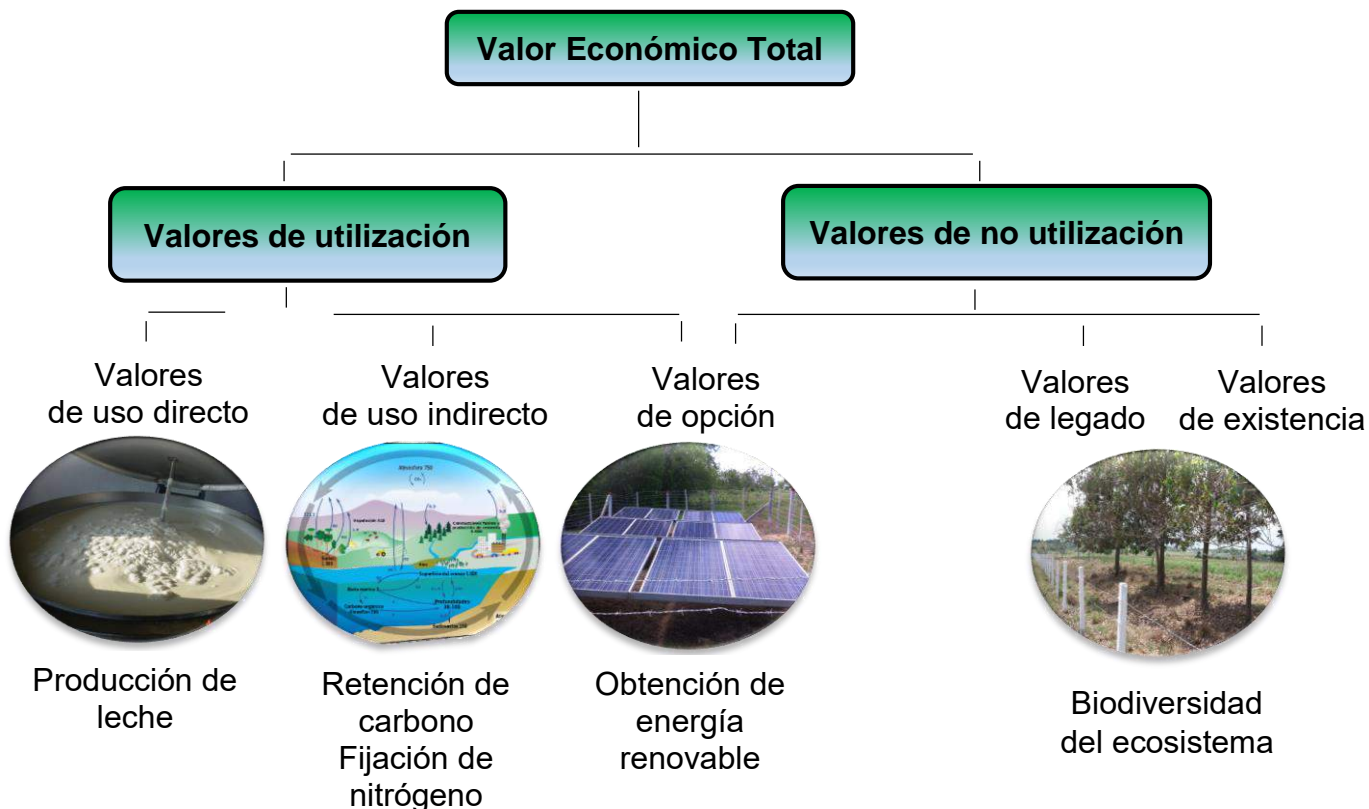 Valor Económico Total
Valores de utilización
Valores de no utilización
Valores
de uso directo
Valores
de uso indirecto
Valores
de opción
Valores
de legado
Valores
de existencia
Atmosfera 750
Producción de
leche
Retención de
carbono
Fijación de
nitrógeno
Obtención de
energía
renovable
Biodiversidad
del ecosistema